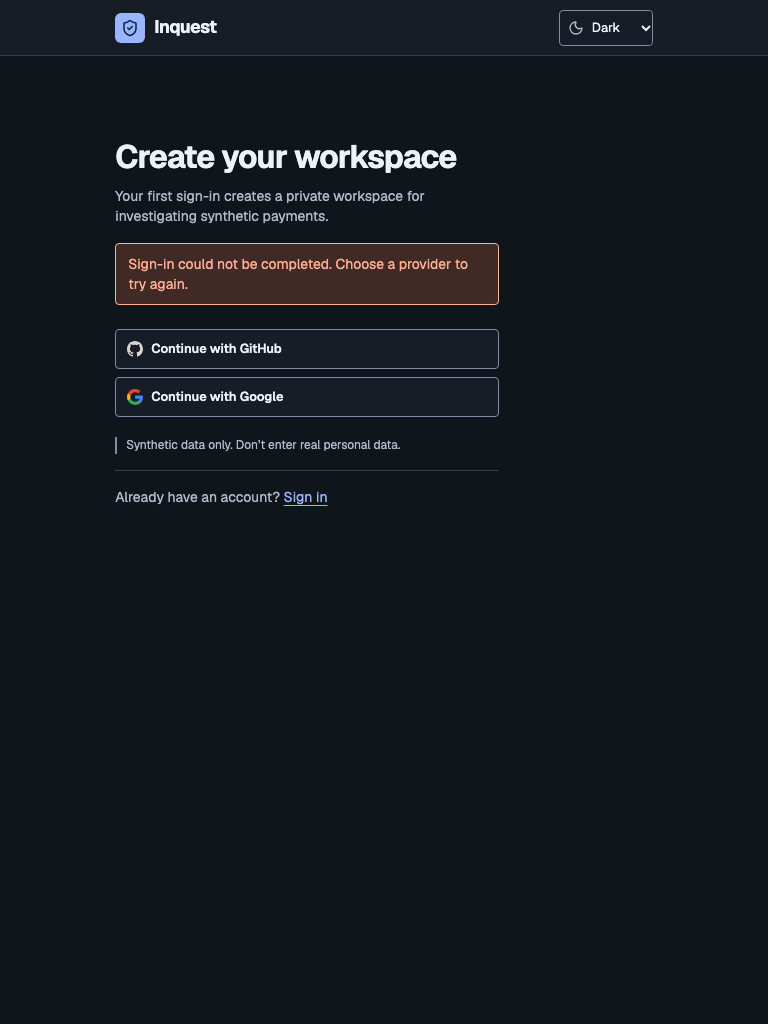 Inquest
Dark
Create your workspace
Your first sign-in creates a private workspace for
investigating synthetic payments.
Sign-in could not be completed. Choose a provider to
try again.
Continue with GitHub
Continue with Google
Synthetic data only. Don’t enter real personal data.
Already have an account? Sign in